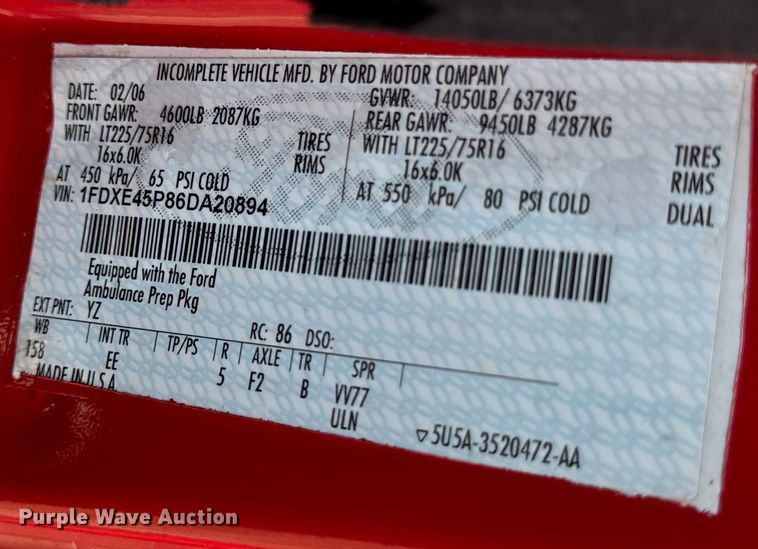 INCOMPLETE VEHICLE MFD. BY FORD MOTOR COMPANY
DATE: 02/06 GVWR: 14050LB/ 6373KG
FRONT GAWR: 4600LB 2087KG REAR GAWR: 9450LB 4287KG
WITH LT225/75R16 TIRES WITH LT225/75R16 TIRES
16x6.0K RIMS 16x6.0K RIMS
AT 450 kPa/ 65 PSI COLD AT 550 kPa/ 80 PSI COLD DUAL
VIN: 1FDXE45P86DA20894
Equipped with the Ford
Ambulance Prep Pkg
EXT PNT: YZ RC: 86 DSO:
WB INT TR TP/PS R AXLE TR SPR
158 EE 5 F2 B VV77
MADE IN U.S.A ULN
5U5A-3520472-AA
Purple Wave Auction